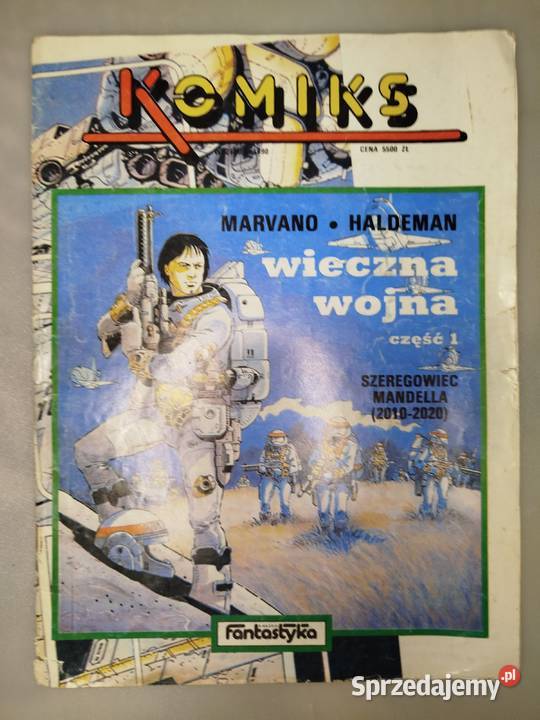 KOMIKS
CENA 5500 ZŁ
MARVANO • HALDEMAN
wieczna
wojna
część 1
SZEREGOWIEC
MANDELLA
(2010-2020)
Fantastyka
Sprzedajemy.pl